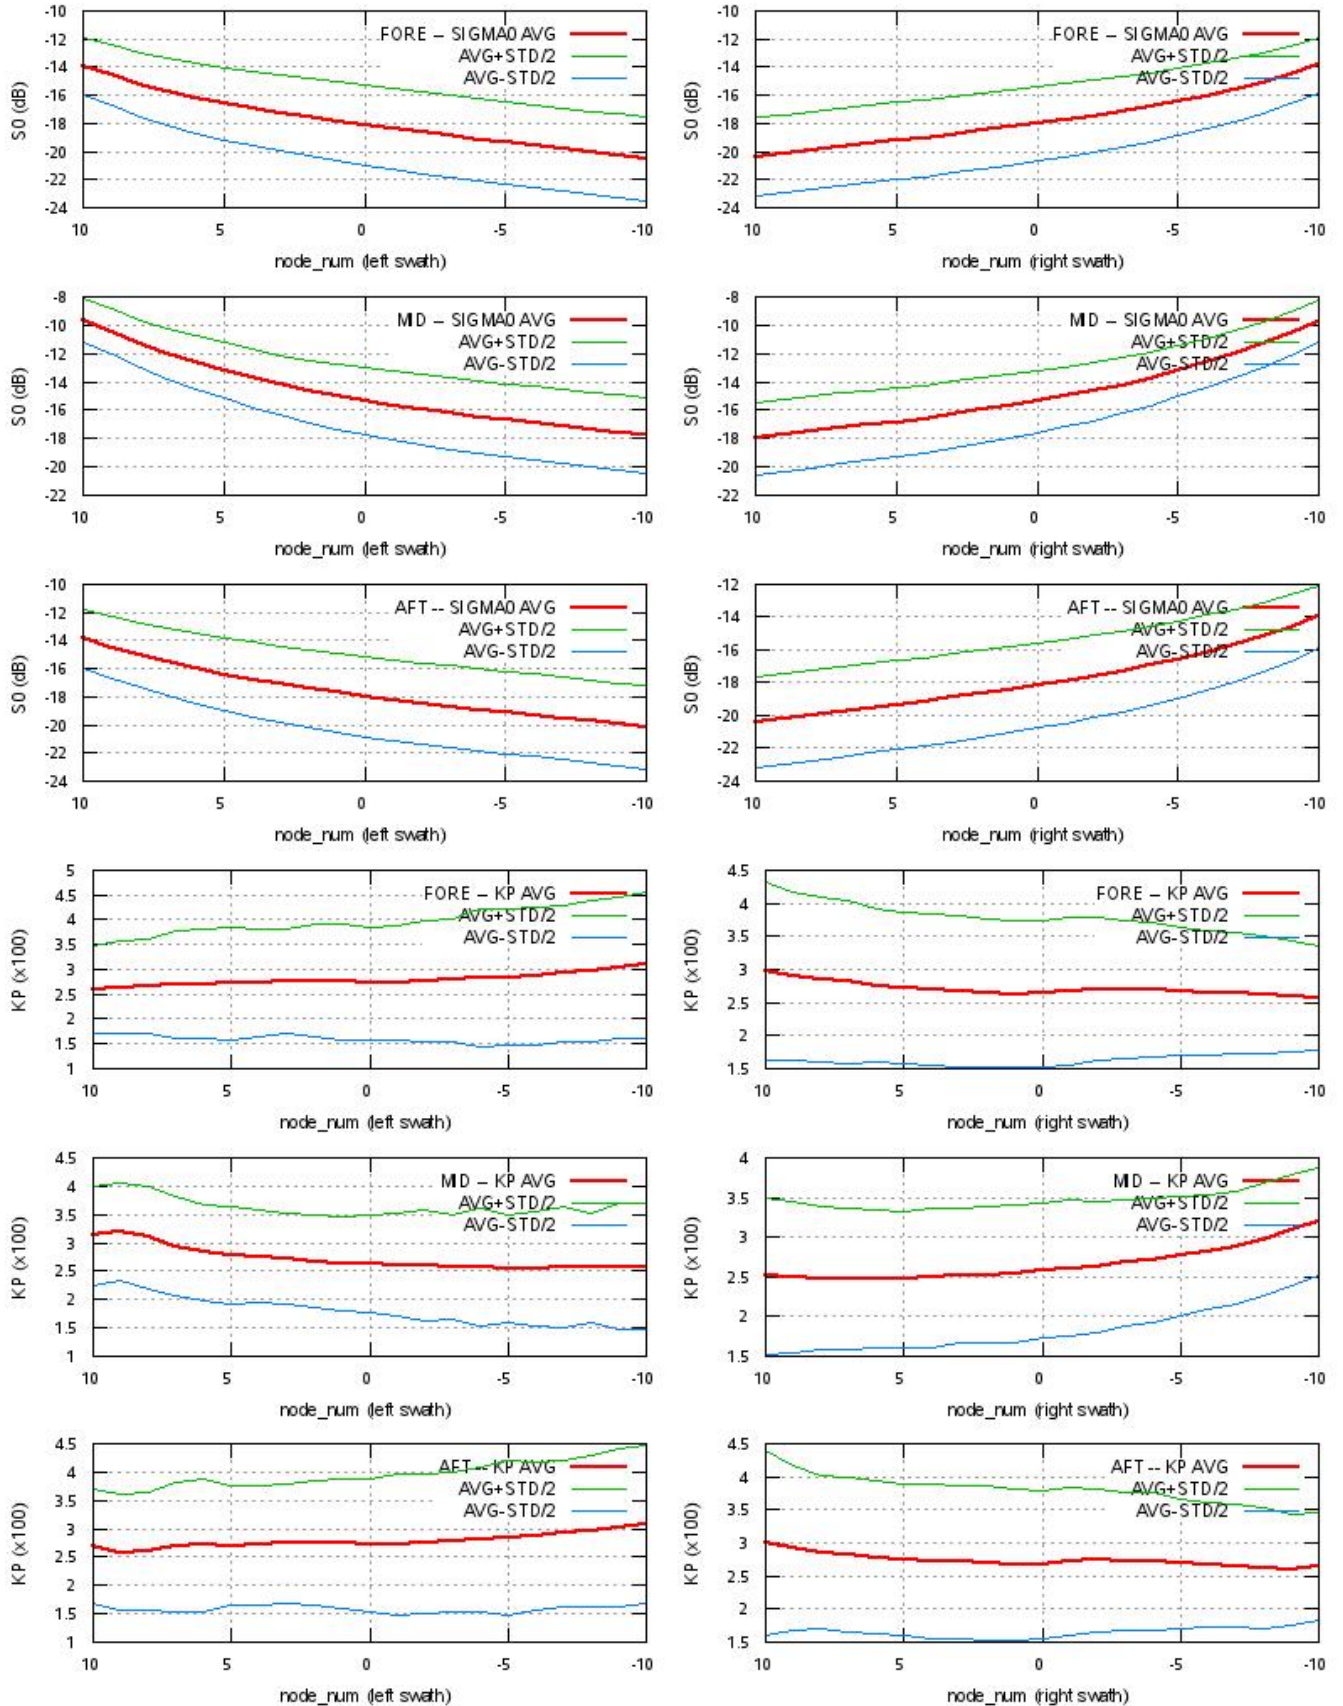 -10
-12
-14
-16
-18
-20
-22
-24
S0 (dB)
FORE -- SIGMA0 AVG
AVG+STD/2
AVG-STD/2
10 5 0 -5 -10
node_num (left swath)
-10
-12
-14
-16
-18
-20
-22
-24
S0 (dB)
FORE -- SIGMA0 AVG
AVG+STD/2
AVG-STD/2
10 5 0 -5 -10
node_num (right swath)
-8
-10
-12
-14
-16
-18
-20
-22
S0 (dB)
MID -- SIGMA0 AVG
AVG+STD/2
AVG-STD/2
10 5 0 -5 -10
node_num (left swath)
-8
-10
-12
-14
-16
-18
-20
-22
S0 (dB)
MID -- SIGMA0 AVG
AVG+STD/2
AVG-STD/2
10 5 0 -5 -10
node_num (right swath)
-10
-12
-14
-16
-18
-20
-22
-24
S0 (dB)
AFT -- SIGMA0 AVG
AVG+STD/2
AVG-STD/2
10 5 0 -5 -10
node_num (left swath)
-12
-14
-16
-18
-20
-22
-24
S0 (dB)
AFT -- SIGMA0 AVG
AVG+STD/2
AVG-STD/2
10 5 0 -5 -10
node_num (right swath)
5
4.5
4
3.5
3
2.5
2
1.5
1
KP (x100)
FORE -- KP AVG
AVG+STD/2
AVG-STD/2
10 5 0 -5 -10
node_num (left swath)
4.5
4
3.5
3
2.5
2
1.5
KP (x100)
FORE -- KP AVG
AVG+STD/2
AVG-STD/2
10 5 0 -5 -10
node_num (right swath)
4.5
4
3.5
3
2.5
2
1.5
1
KP (x100)
MID -- KP AVG
AVG+STD/2
AVG-STD/2
10 5 0 -5 -10
node_num (left swath)
4
3.5
3
2.5
2
1.5
KP (x100)
MID -- KP AVG
AVG+STD/2
AVG-STD/2
10 5 0 -5 -10
node_num (right swath)
4.5
4
3.5
3
2.5
2
1.5
1
KP (x100)
AFT -- KP AVG
AVG+STD/2
AVG-STD/2
10 5 0 -5 -10
node_num (left swath)
4.5
4
3.5
3
2.5
2
1.5
KP (x100)
AFT -- KP AVG
AVG+STD/2
AVG-STD/2
10 5 0 -5 -10
node_num (right swath)